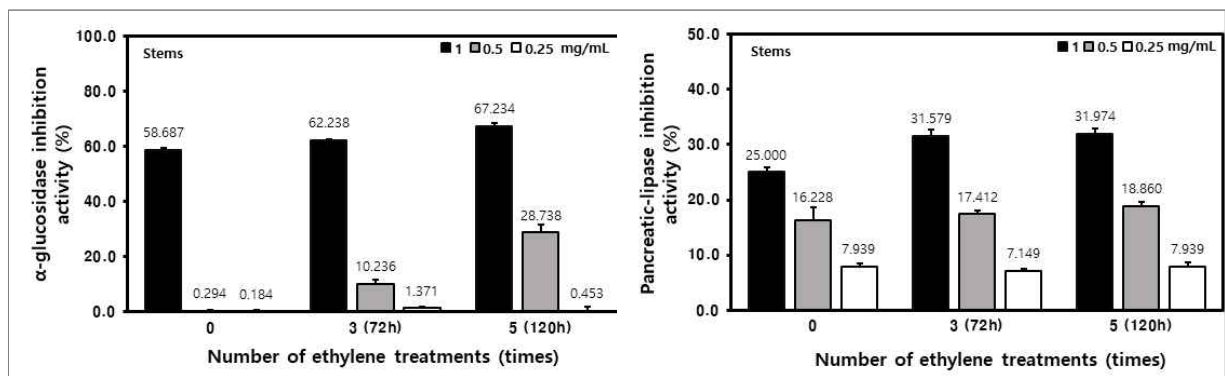 100.0
80.0
60.0
40.0
20.0
0.0
α-glucosidase inhibition
activity (%)
Stems
1 0.5 0.25 mg/mL
58.687
0.294
0.184
62.238
10.236
1.371
67.234
28.738
0.453
0 3 (72h) 5 (120h)
Number of ethylene treatments (times)
50.0
40.0
30.0
20.0
10.0
0.0
Pancreatic-lipase inhibition
activity (%)
Stems
1 0.5 0.25 mg/mL
25.000
16.228
7.939
31.579
17.412
7.149
31.974
18.860
7.939
0 3 (72h) 5 (120h)
Number of ethylene treatments (times)